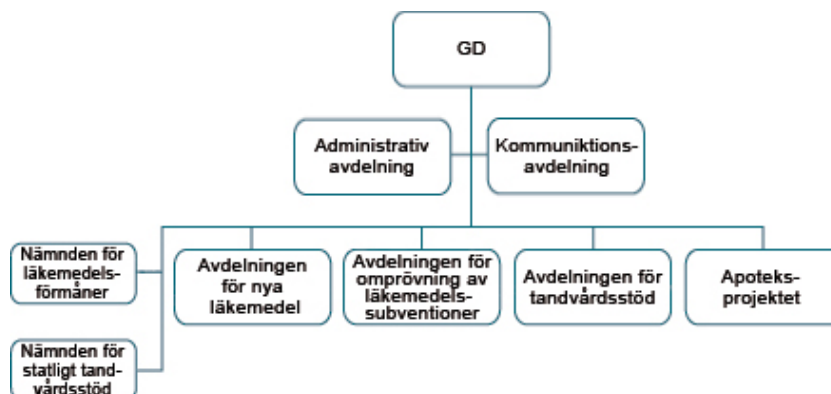 GD
Administrativ
avdelning
Kommuniktions-
avdelning
Nämnden för
läkemedels-
förmåner
Avdelningen
för nya
läkemedel
Avdelningen för
omprövning av
läkemedels-
subventioner
Avdelningen för
tandvårdsstöd
Apoteks-
projektet
Nämnden för
statligt tand-
vårdsstöd